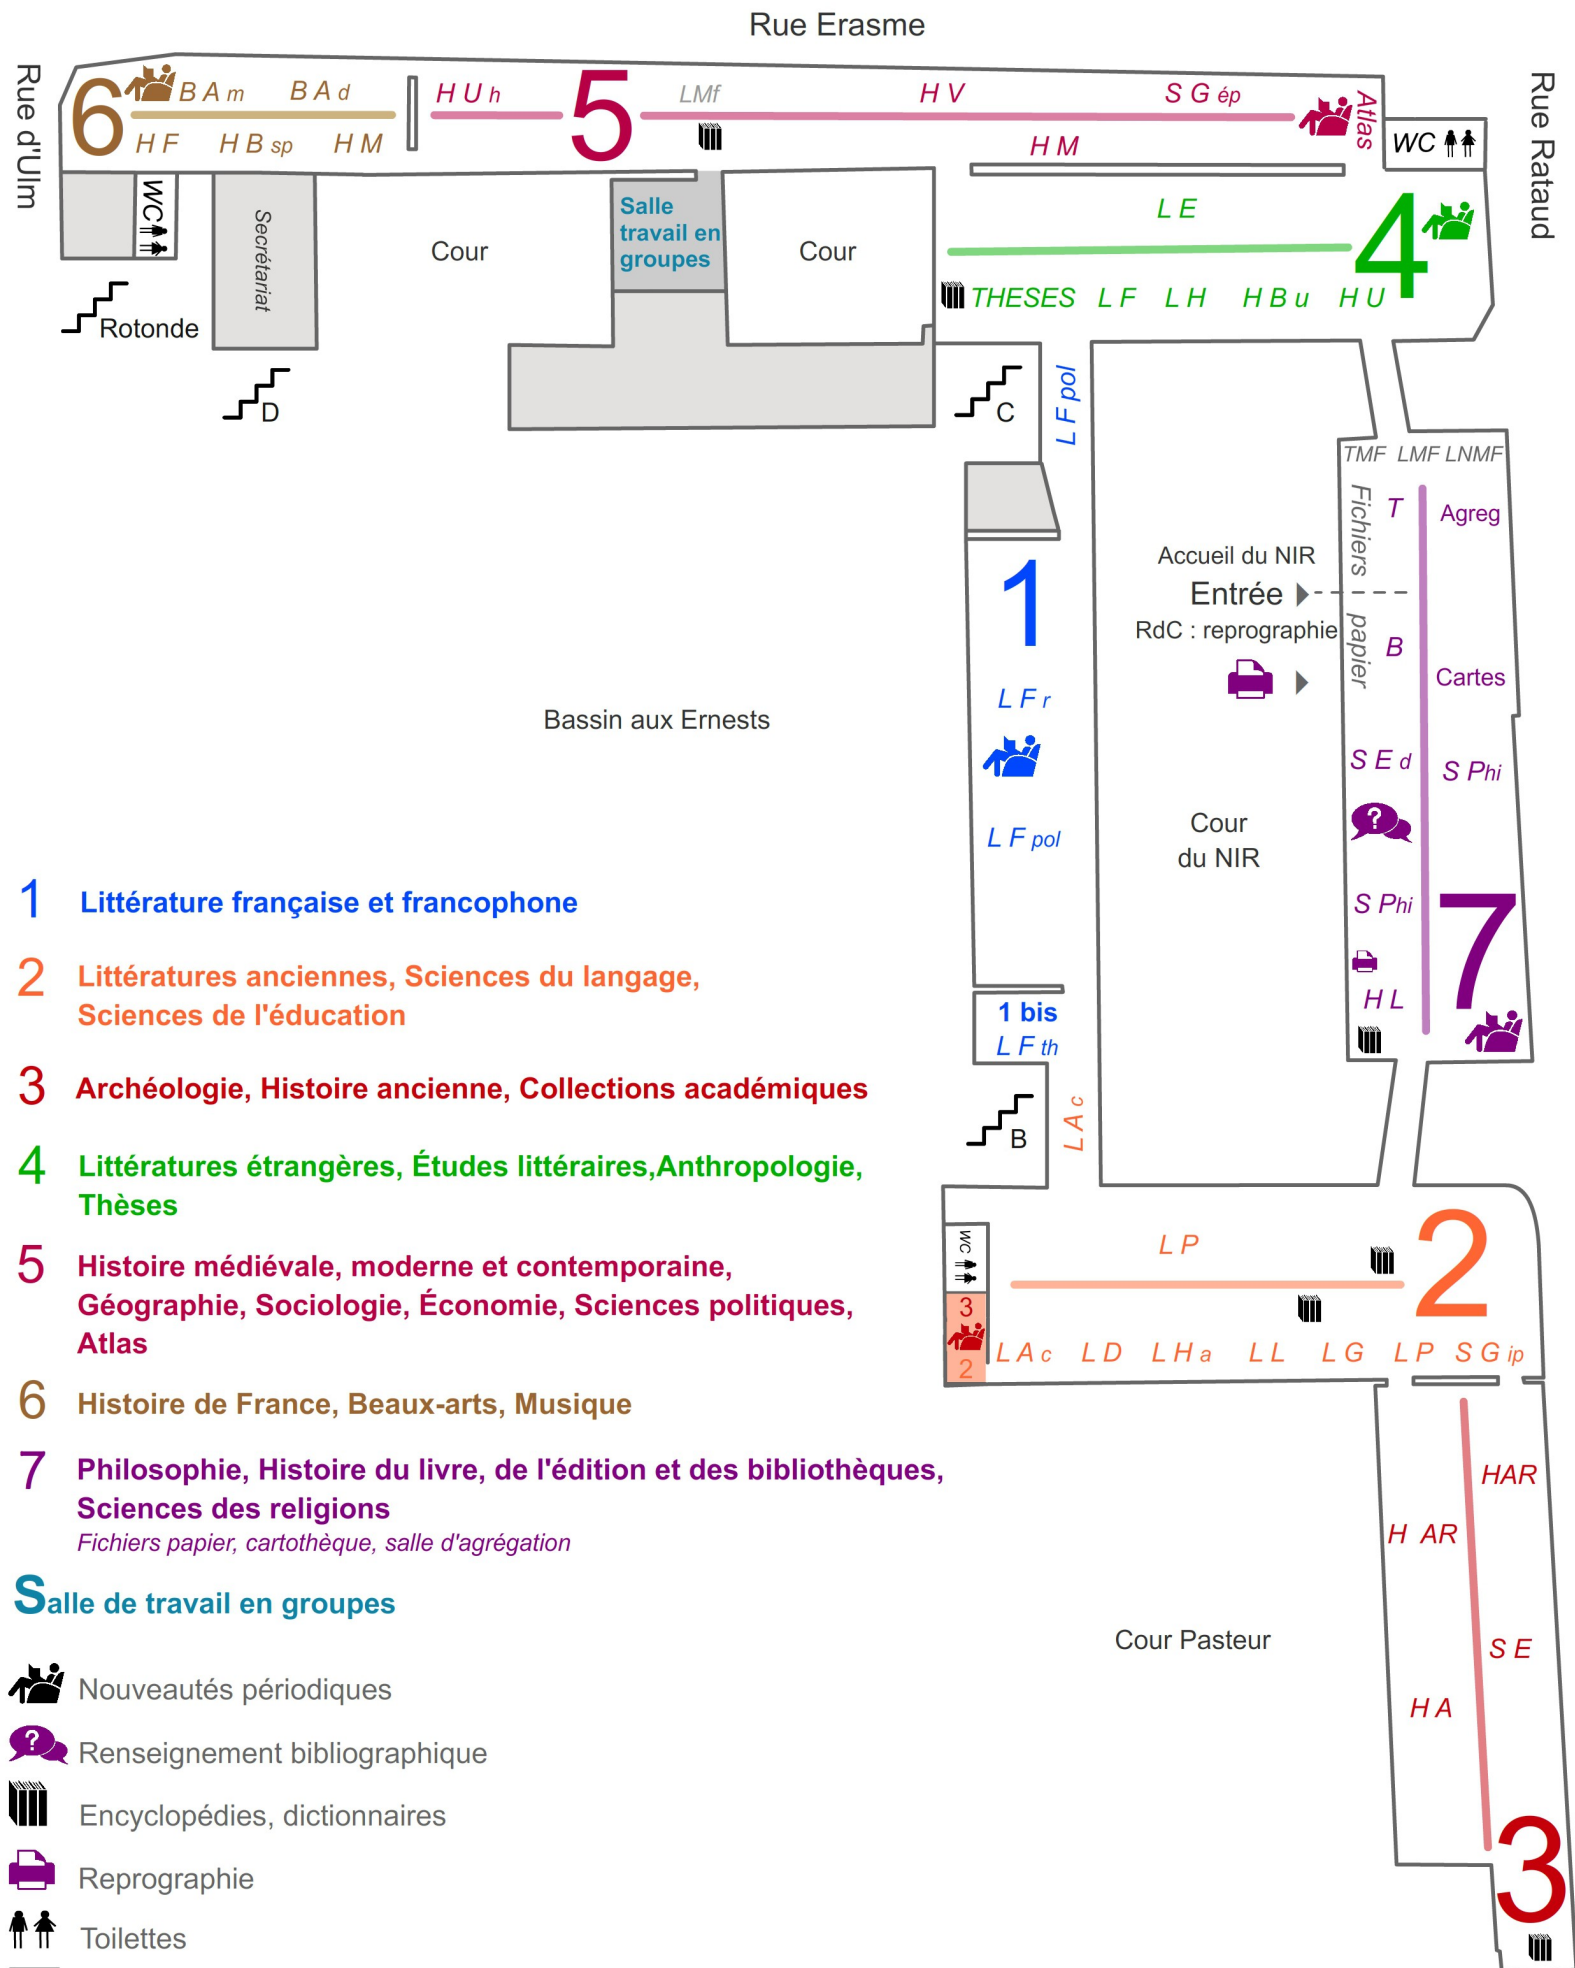 Rue Erasme
Rue d'Ulm
Rue Rataud
6
B A m
B A d
H F
H B sp
H M
H U h
5
LMf
H V
S G ép
H M
Atlas
WC
WC
Secrétariat
Cour
Salle
travail en
groupes
Cour
L E
4
THESES
L F
L H
H B u
H U
Rotonde
D
C
L F pol
TMF
LMF
LNMF
Fichiers papier
T
Agreg
Accueil du NIR
Entrée
RdC : reprographie
B
Cartes
1
L F r
Bassin aux Ernests
S E d
S Phi
L F pol
Cour
du NIR
S Phi
7
H L
1 bis
L F th
B
L A c
WC
L P
2
3
2
L A c
L D
L H a
L L
L G
L P
S G ip
HAR
H AR
Cour Pasteur
S E
H A
3
1 Littérature française et francophone
2 Littératures anciennes, Sciences du langage,
Sciences de l'éducation
3 Archéologie, Histoire ancienne, Collections académiques
4 Littératures étrangères, Études littéraires,Anthropologie,
Thèses
5 Histoire médiévale, moderne et contemporaine,
Géographie, Sociologie, Économie, Sciences politiques,
Atlas
6 Histoire de France, Beaux-arts, Musique
7 Philosophie, Histoire du livre, de l'édition et des bibliothèques,
Sciences des religions
Fichiers papier, cartothèque, salle d'agrégation
Salle de travail en groupes
Nouveautés périodiques
? Renseignement bibliographique
Encyclopédies, dictionnaires
Reprographie
Toilettes